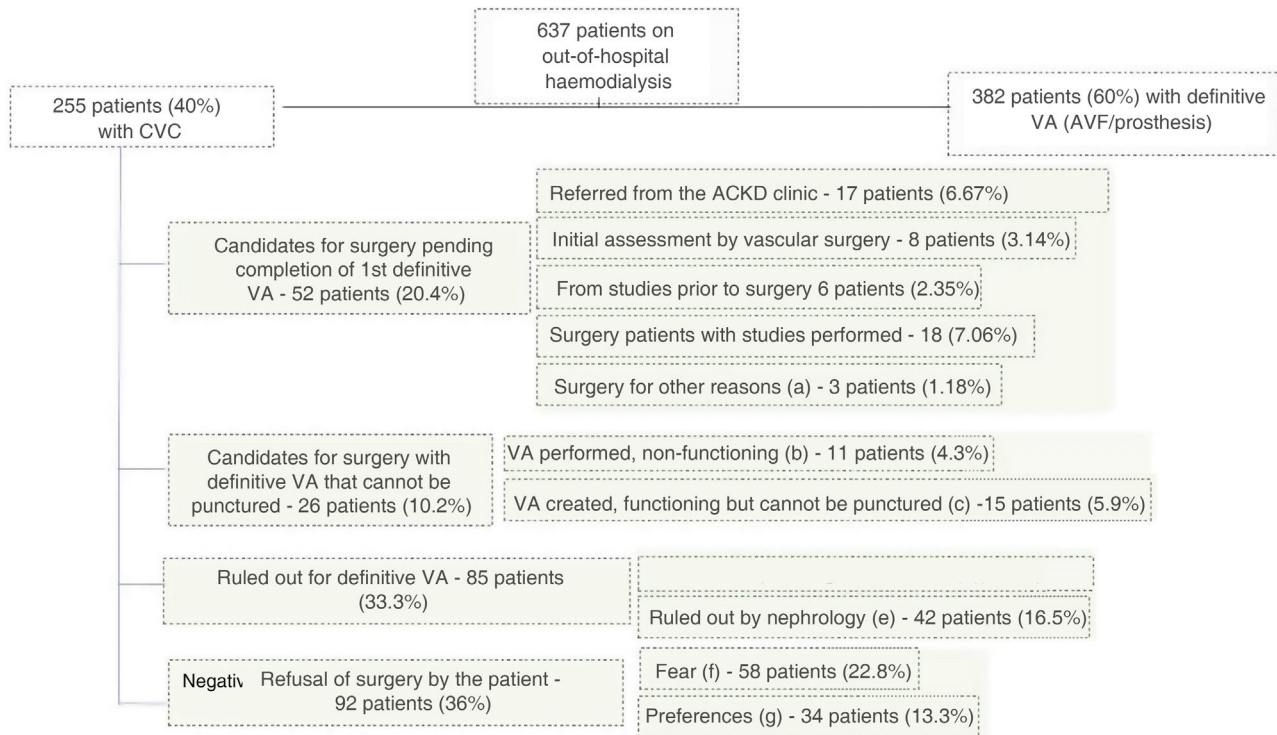 637 patients on
out-of-hospital
haemodialysis
255 patients (40%)
with CVC
382 patients (60%) with definitive
VA (AVF/prosthesis)
Candidates for surgery pending
completion of 1st definitive
VA - 52 patients (20.4%)
Referred from the ACKD clinic - 17 patients (6.67%)
Initial assessment by vascular surgery - 8 patients (3.14%)
From studies prior to surgery 6 patients (2.35%)
Surgery patients with studies performed - 18 (7.06%)
Surgery for other reasons (a) - 3 patients (1.18%)
Candidates for surgery with
definitive VA that cannot be
punctured - 26 patients (10.2%)
VA performed, non-functioning (b) - 11 patients (4.3%)
VA created, functioning but cannot be punctured (c) -15 patients (5.9%)
Ruled out for definitive VA - 85 patients
(33.3%)
Ruled out by nephrology (e) - 42 patients (16.5%)
Refusal of surgery by the patient -
92 patients (36%)
Fear (f) - 58 patients (22.8%)
Preferences (g) - 34 patients (13.3%)